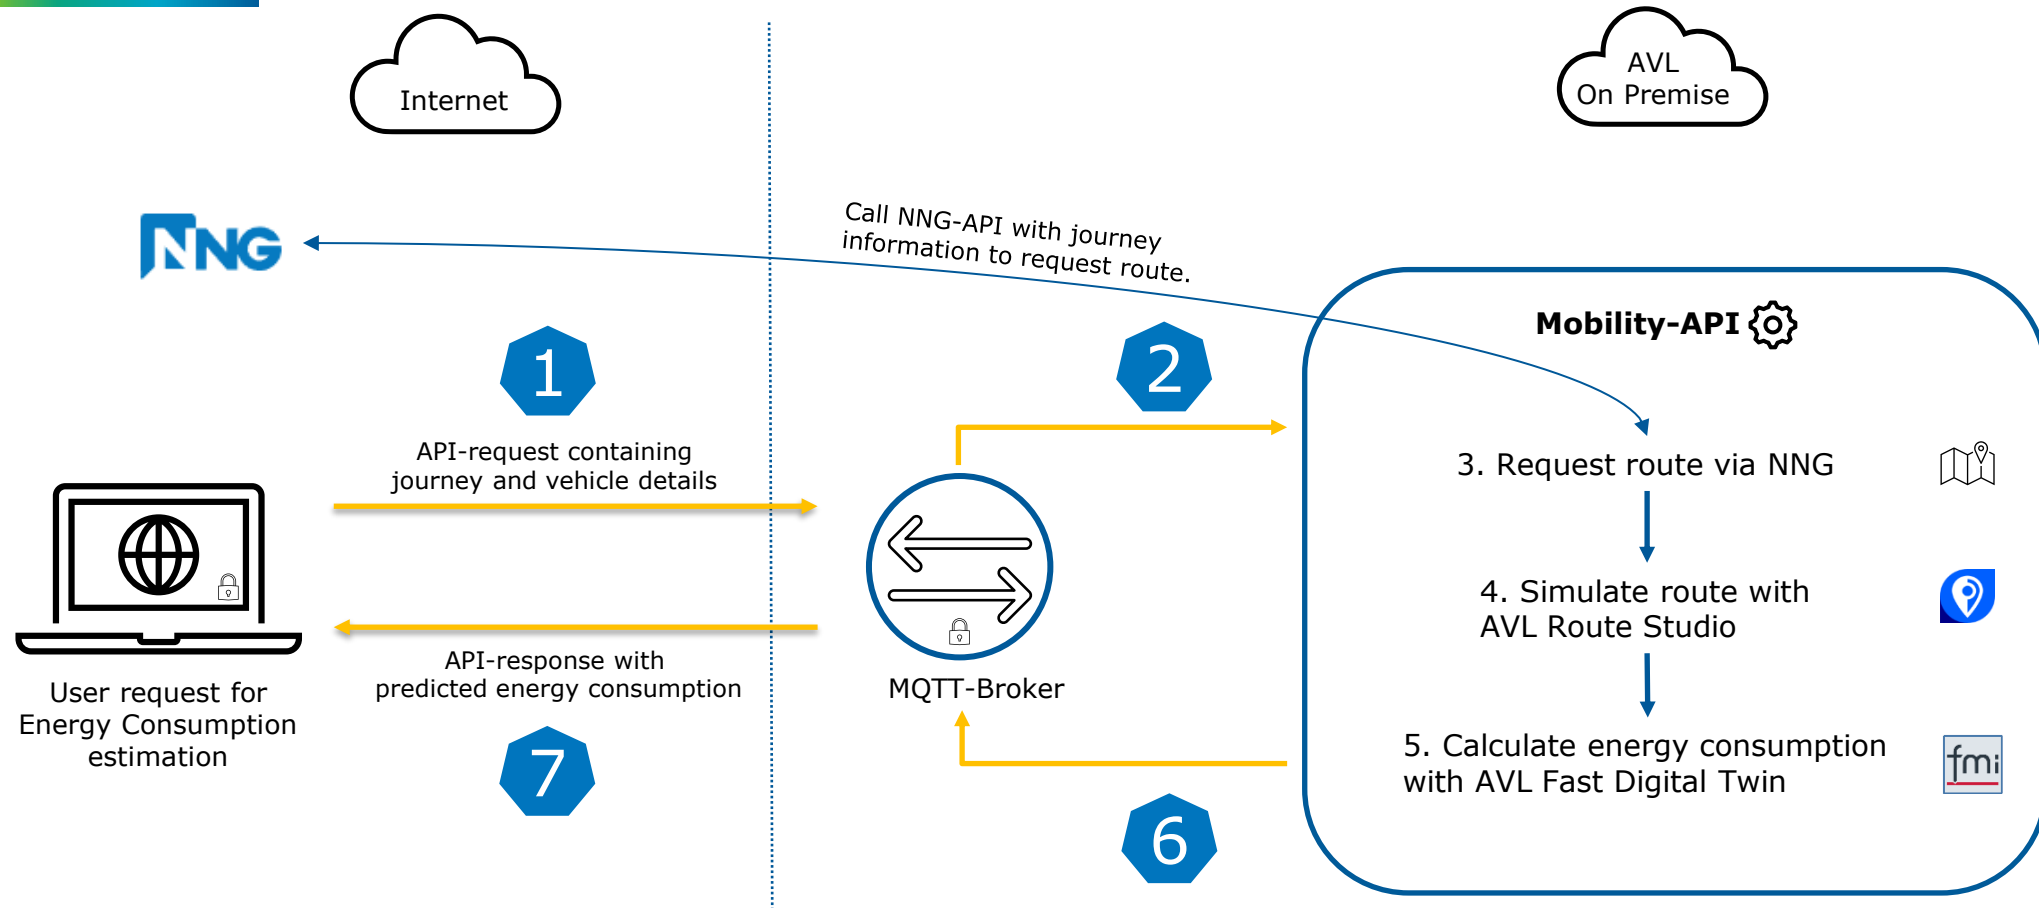 Internet
AVL
On Premise
NNG
Call NNG-API with journey
information to request route.
Mobility-API
1
2
API-request containing
journey and vehicle details
3. Request route via NNG
4. Simulate route with
AVL Route Studio
API-response with
predicted energy consumption
MQTT-Broker
User request for
Energy Consumption
estimation
5. Calculate energy consumption
with AVL Fast Digital Twin
fmi
7
6